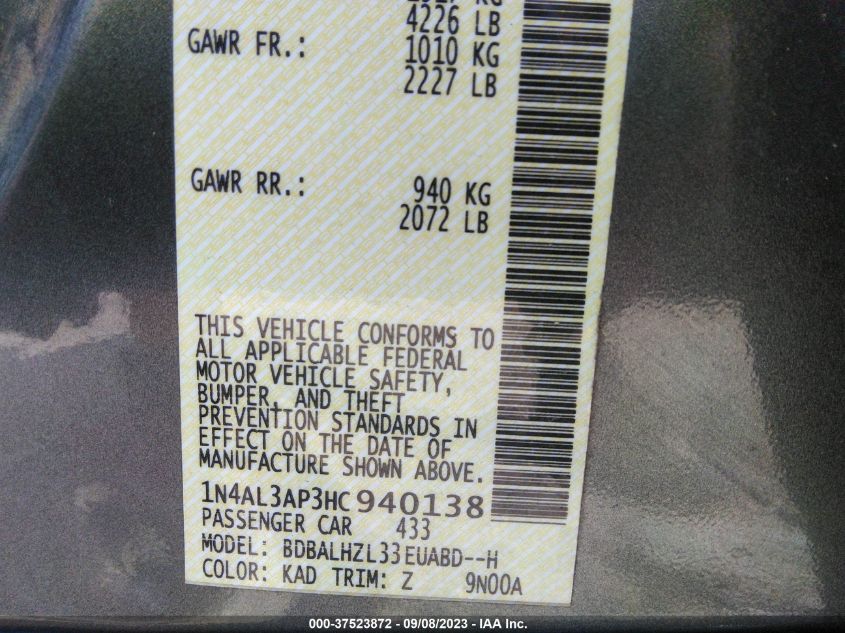 4226 LB
GAWR FR.: 1010 KG
2227 LB
GAWR RR.: 940 KG
2072 LB
THIS VEHICLE CONFORMS TO
ALL APPLICABLE FEDERAL
MOTOR VEHICLE SAFETY,
BUMPER, AND THEFT
PREVENTION STANDARDS IN
EFFECT ON THE DATE OF
MANUFACTURE SHOWN ABOVE.
1N4AL3AP3HC940138
PASSENGER CAR 433
MODEL: BDBALHZL33EUABD--H
COLOR: KAD TRIM: Z 9N00A
000-37523872 - 09/08/2023 - IAA Inc.